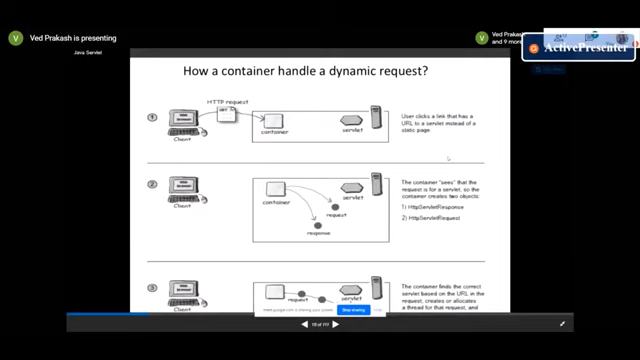 Ved Prakash is presenting
Ved Prakash
and 9 more
ActivePresenter
Java Servlet
How a container handle a dynamic request?
HTTP request
1
Client
container
servlet
User clicks a link that has a
URL to a servlet instead of a
static page
2
Client
container
servlet
request
response
The container "sees" that the
request is for a servlet, so the
container creates two objects:
1) HttpServletResponse
2) HttpServletRequest
3
Client
request
servlet
The container finds the correct
servlet based on the URL in the
request, creates or allocates
a thread for that request, and
Stop sharing